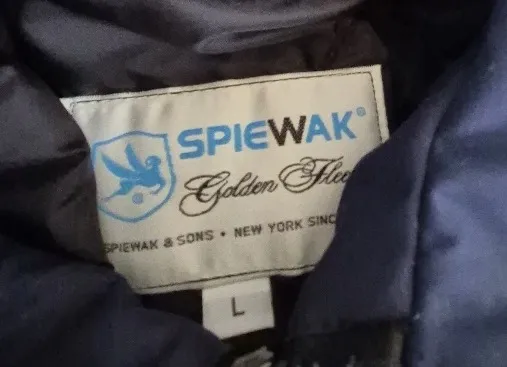 SPIEWAK®
Golden Flee
SPIEWAK & SONS • NEW YORK SINC
L